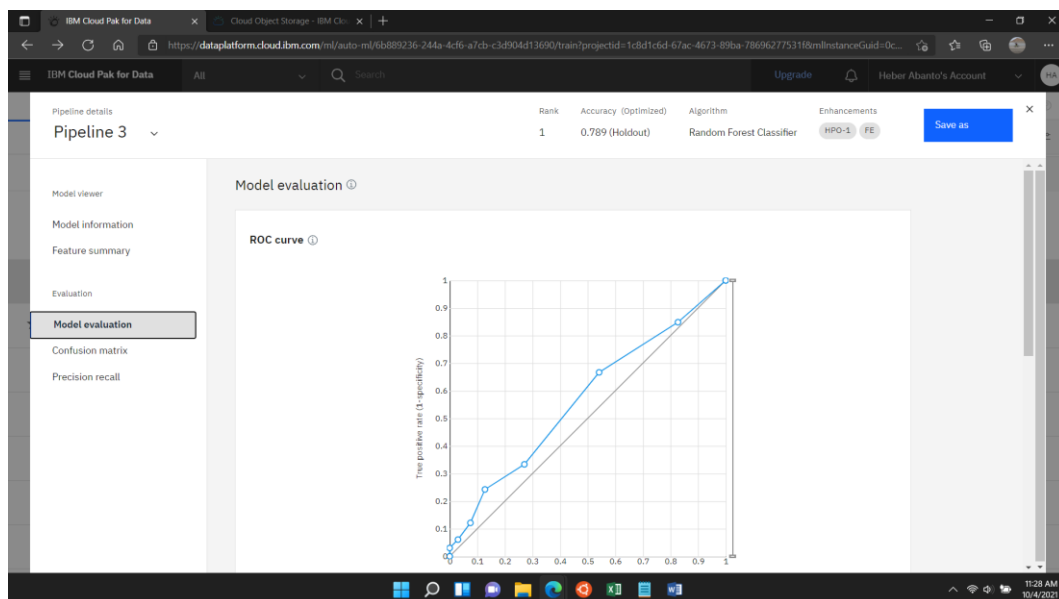 IBM Cloud Pak for Data
Cloud Object Storage - IBM Clou
https://dataplatform.cloud.ibm.com/ml/auto-ml/6b889236-244a-4cf6-a7cb-c3d904d13690/train?projectid=1c8d1c6d-67ac-4673-89ba-78696277531f&mlInstanceGuid=0c...
IBM Cloud Pak for Data All Search Upgrade Heber Abanto's Account HA
Pipeline details
Pipeline 3
Rank Accuracy (Optimized) Algorithm Enhancements
1 0.789 (Holdout) Random Forest Classifier HPO-1 FE
Save as
Model viewer
Model information
Feature summary
Evaluation
Model evaluation
Confusion matrix
Precision recall
Model evaluation
ROC curve
True positive rate (1-specificity)
1
0.9
0.8
0.7
0.6
0.5
0.4
0.3
0.2
0.1
0
0 0.1 0.2 0.3 0.4 0.5 0.6 0.7 0.8 0.9 1
11:28 AM
10/4/2021